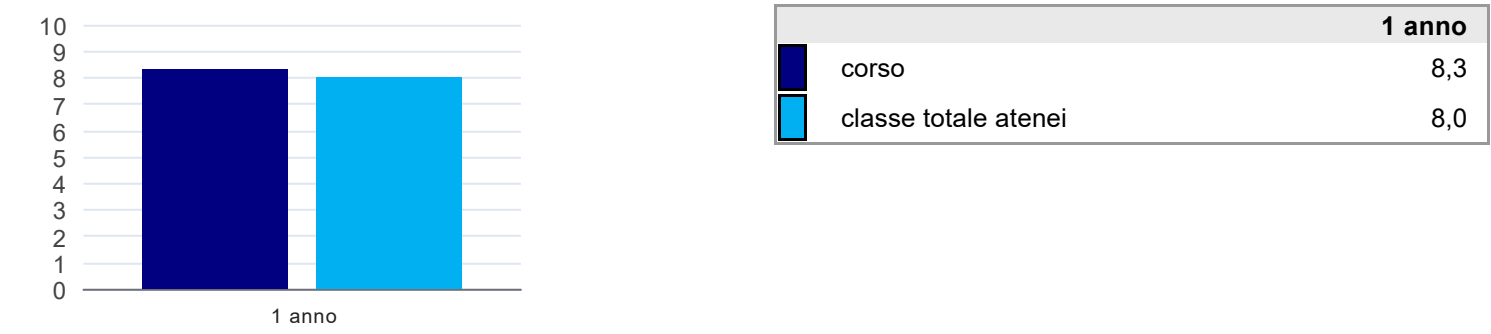 10
9
8
7
6
5
4
3
2
1
0
1 anno
1 anno
corso 8,3
classe totale atenei 8,0